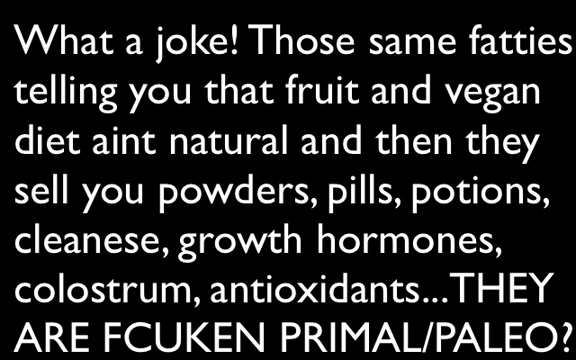 What a joke! Those same fatties
telling you that fruit and vegan
diet aint natural and then they
sell you powders, pills, potions,
cleanese, growth hormones,
colostrum, antioxidants...THEY
ARE FCUKEN PRIMAL/PALEO?